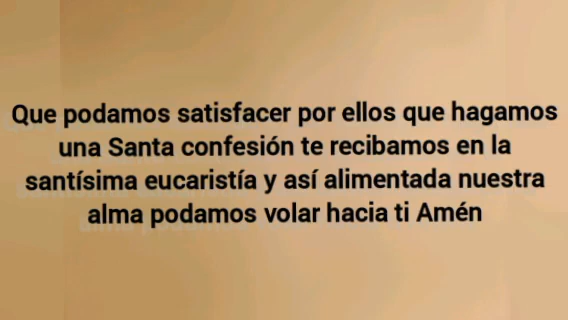 Que podamos satisfacer por ellos que hagamos
una Santa confesión te recibamos en la
santísima eucaristía y así alimentada nuestra
alma podamos volar hacia ti Amén